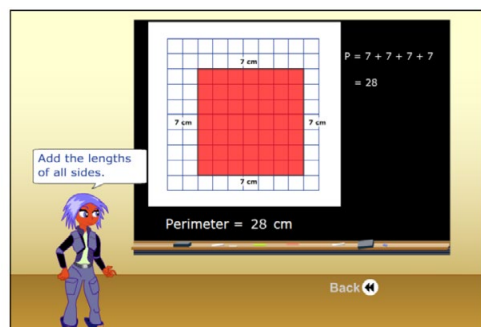 7 cm
P = 7 + 7 + 7 + 7
= 28
7 cm
7 cm
Add the lengths
of all sides.
7 cm
Perimeter = 28 cm
Back